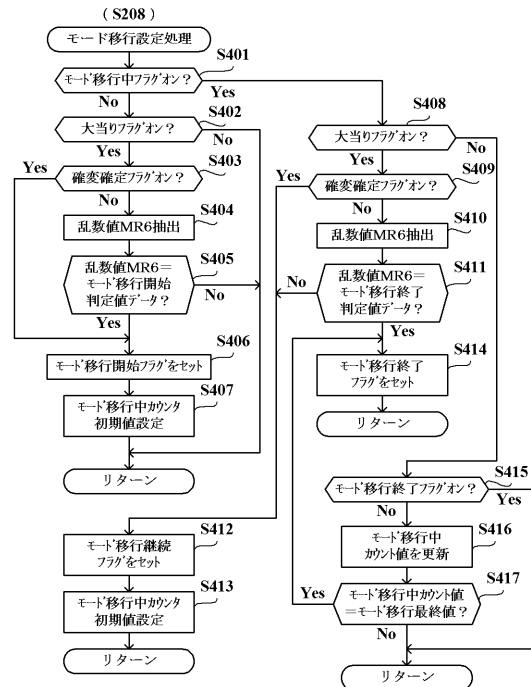 (S208)
モード移行設定処理
S401
モード移行中フラグオン?
No
Yes
S402
大当りフラグオン?
Yes
No
S403
Yes
確変確定フラグオン?
No
S404
乱数値MR6抽出
S405
乱数値MR6=
モード移行開始
判定値データ?
No
Yes
S406
モード移行開始フラグをセット
S407
モード移行中カウンタ
初期値設定
リターン
S408
大当りフラグオン?
No
Yes
S409
Yes
確変確定フラグオン?
No
S410
乱数値MR6抽出
S411
No
乱数値MR6=
モード移行終了
判定値データ?
Yes
S414
モード移行終了
フラグをセット
リターン
S412
モード移行継続
フラグをセット
S413
モード移行中カウンタ
初期値設定
リターン
S415
モード移行終了フラグオン?
No
Yes
S416
モード移行中
カウント値を更新
S417
Yes
モード移行中カウント値
=モード移行最終値?
No
リターン